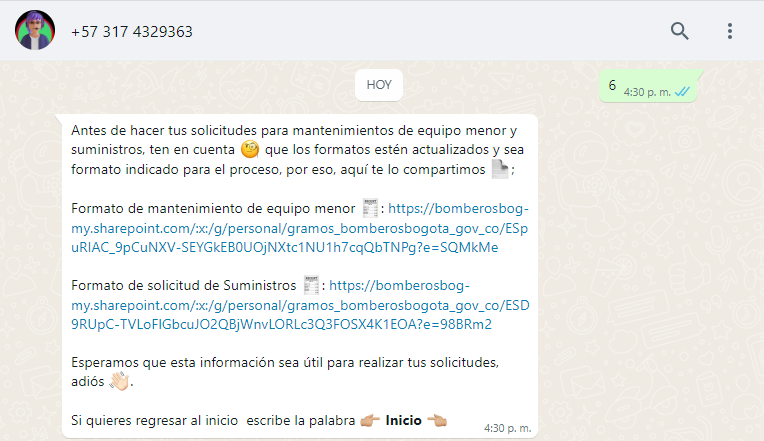 +57 317 4329363
HOY
6 4:30 p. m.
Antes de hacer tus solicitudes para mantenimientos de equipo menor y
suministros, ten en cuenta 🧐 que los formatos estén actualizados y sea
formato indicado para el proceso, por eso, aquí te lo compartimos 📄;
Formato de mantenimiento de equipo menor 🧾: https://bomberosbog-
my.sharepoint.com/:x:/g/personal/gramos_bomberosbogota_gov_co/ESp
uRIAC_9pCuNXV-SEYGkEB0UOjNXtc1NU1h7cqQbTNPg?e=SQMkMe
Formato de solicitud de Suministros 🧾: https://bomberosbog-
my.sharepoint.com/:x:/g/personal/gramos_bomberosbogota_gov_co/ESD
9RUpC-TVLoFIGbcuJO2QBjWnvLORLc3Q3FOSX4K1EOA?e=98BRm2
Esperamos que esta información sea útil para realizar tus solicitudes,
adiós 👋🏻.
Si quieres regresar al inicio escribe la palabra 👉🏼 Inicio 👈🏼
4:30 p. m.